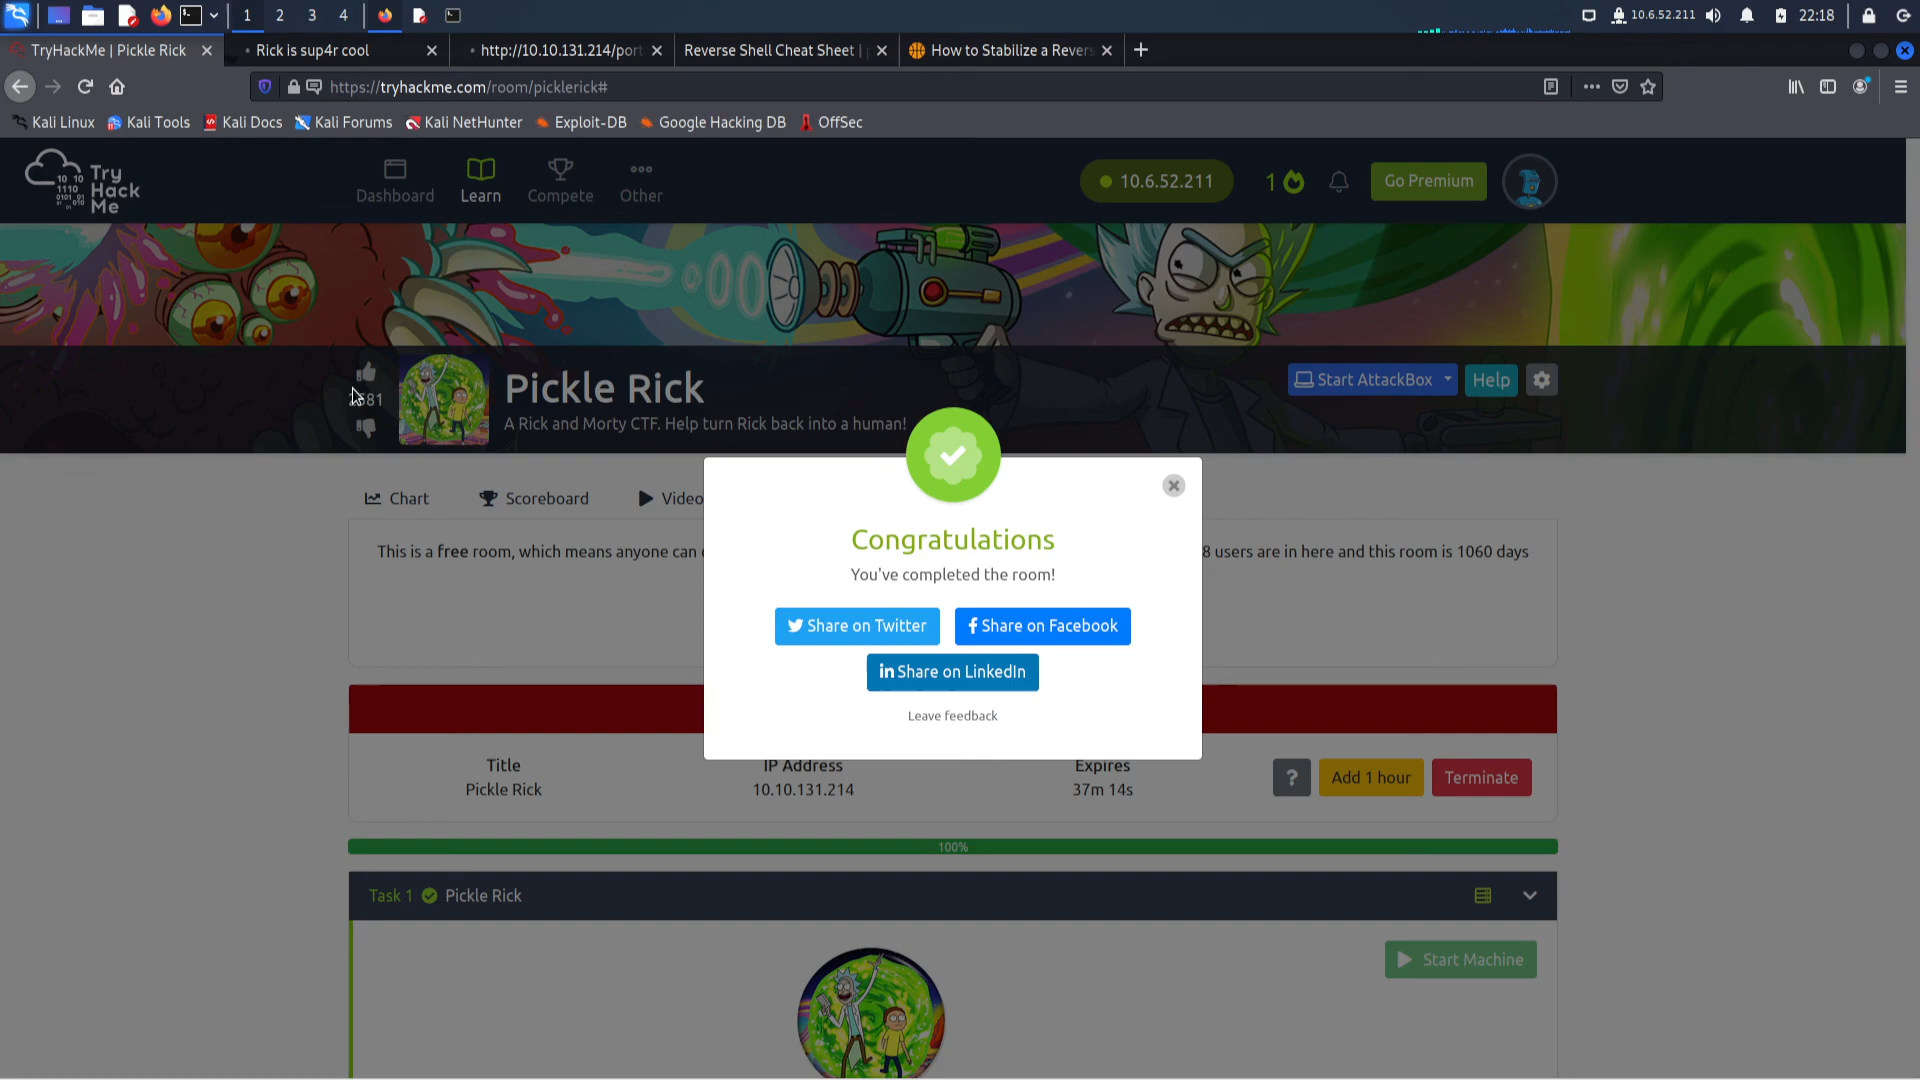 1 2 3 4
10.6.52.211
22:18
TryHackMe | Pickle Rick
Rick is sup4r cool
http://10.10.131.214/port
Reverse Shell Cheat Sheet |
How to Stabilize a Revers
https://tryhackme.com/room/picklerick#
Kali Linux
Kali Tools
Kali Docs
Kali Forums
Kali NetHunter
Exploit-DB
Google Hacking DB
OffSec
Try
Hack
Me
Dashboard
Learn
Compete
Other
10.6.52.211
1
Go Premium
Pickle Rick
A Rick and Morty CTF. Help turn Rick back into a human!
Start AttackBox
Help
Chart
Scoreboard
Video
This is a free room, which means anyone can
8 users are in here and this room is 1060 days
Congratulations
You've completed the room!
Share on Twitter
Share on Facebook
in Share on LinkedIn
Leave feedback
Title
IP Address
Expires
Pickle Rick
10.10.131.214
37m 14s
?
Add 1 hour
Terminate
100%
Task 1
Pickle Rick
Start Machine